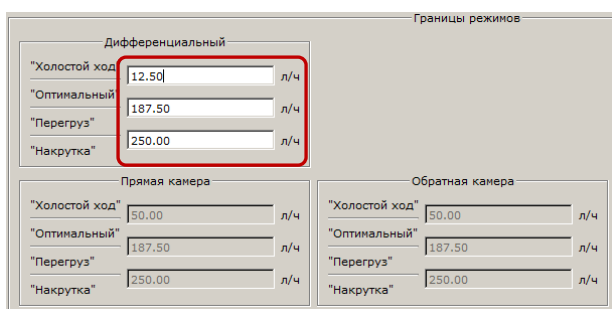 Границы режимов
Дифференциальный
"Холостой ход"
12.50 л/ч
"Оптимальный"
187.50 л/ч
"Перегруз"
250.00 л/ч
"Накрутка"
Прямая камера
"Холостой ход"
50.00 л/ч
"Оптимальный"
187.50 л/ч
"Перегруз"
250.00 л/ч
"Накрутка"
Обратная камера
"Холостой ход"
50.00 л/ч
"Оптимальный"
187.50 л/ч
"Перегруз"
250.00 л/ч
"Накрутка"